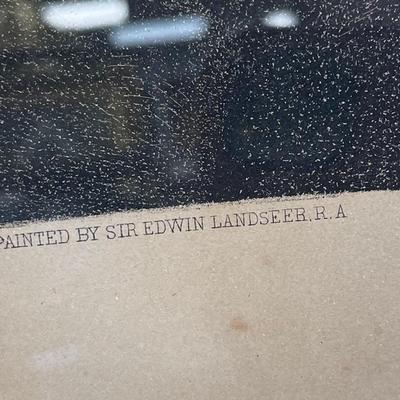 PAINTED BY SIR EDWIN LANDSEER, R. A